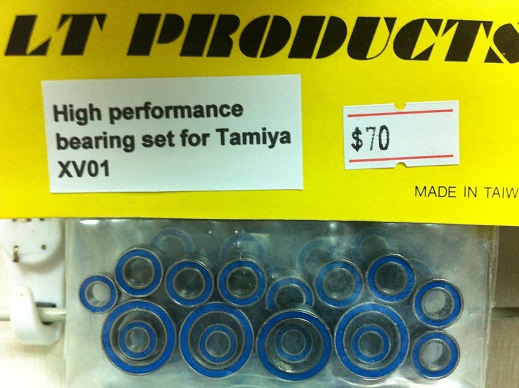 LT PRODUCTS
High performance
bearing set for Tamiya
XV01
$70
MADE IN TAIW